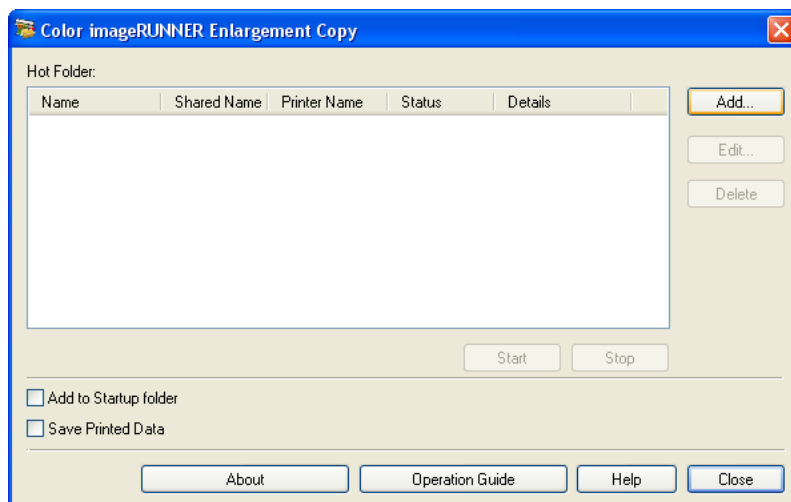 Color imageRUNNER Enlargement Copy
Hot Folder:
Name Shared Name Printer Name Status Details
Add...
Edit...
Delete
Start Stop
Add to Startup folder
Save Printed Data
About Operation Guide Help Close